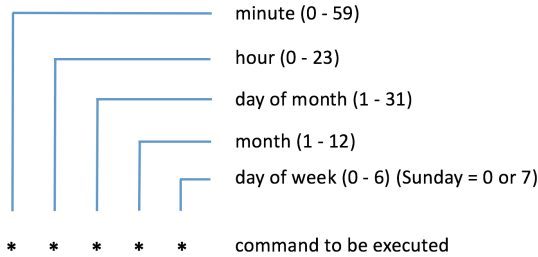 minute (0 - 59)
hour (0 - 23)
day of month (1 - 31)
month (1 - 12)
day of week (0 - 6) (Sunday = 0 or 7)
* * * * * command to be executed